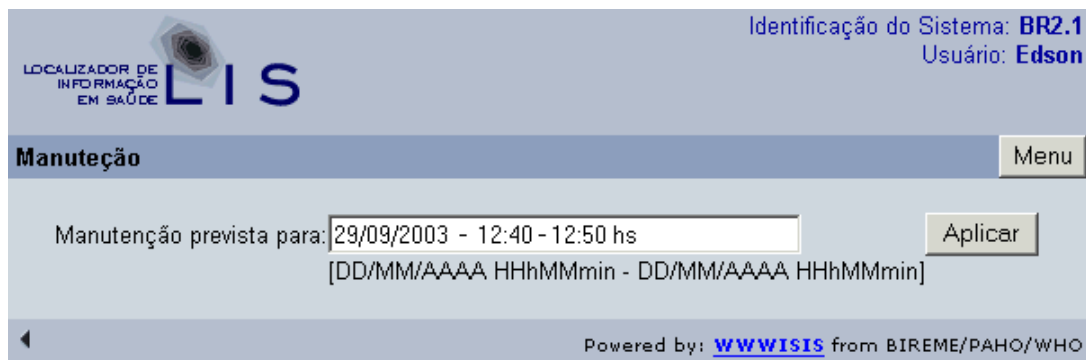 Identificação do Sistema: BR2.1
Usuário: Edson
LOCALIZADOR DE
INFORMAÇÃO
EM SAÚDE
LIS
Manuteção
Menu
Manutenção prevista para: 29/09/2003 - 12:40 - 12:50 hs
Aplicar
[DD/MM/AAAA HHhMMmin - DD/MM/AAAA HHhMMmin]
Powered by: WWWISIS from BIREME/PAHO/WHO